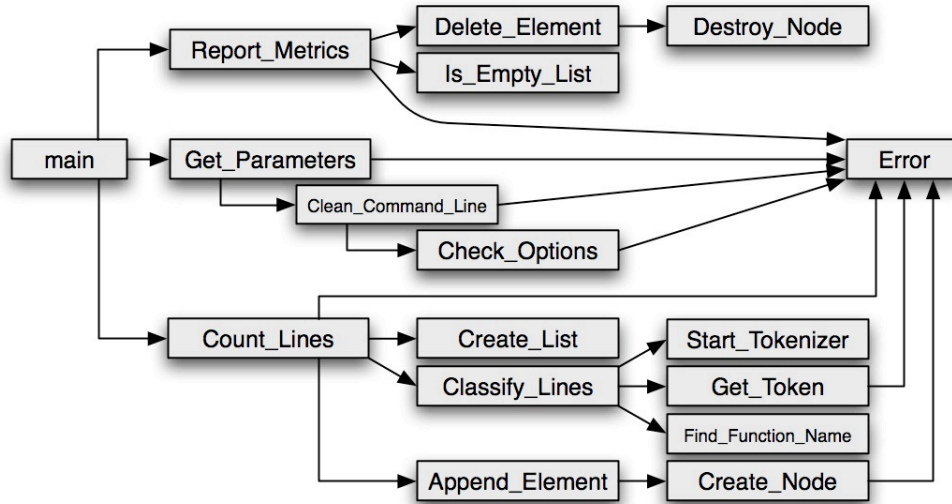 Delete_Element
Destroy_Node
Report_Metrics
Is_Empty_List
main
Get_Parameters
Error
Clean_Command_Line
Check_Options
Count_Lines
Create_List
Start_Tokenizer
Classify_Lines
Get_Token
Find_Function_Name
Append_Element
Create_Node